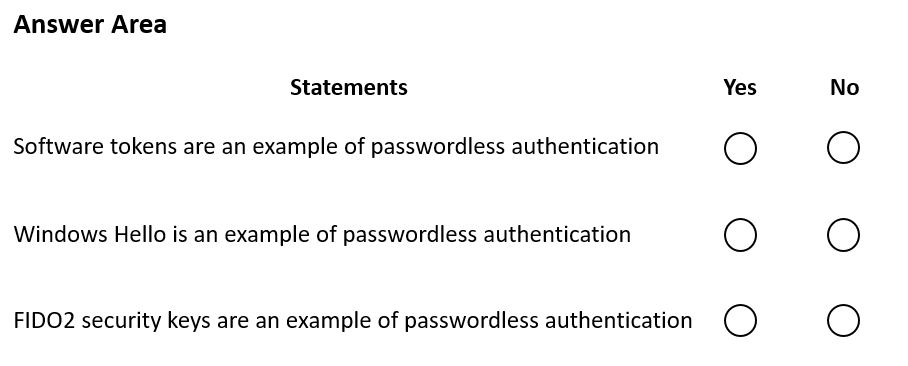 Answer Area
Statements Yes No
Software tokens are an example of passwordless authentication
Windows Hello is an example of passwordless authentication
FIDO2 security keys are an example of passwordless authentication